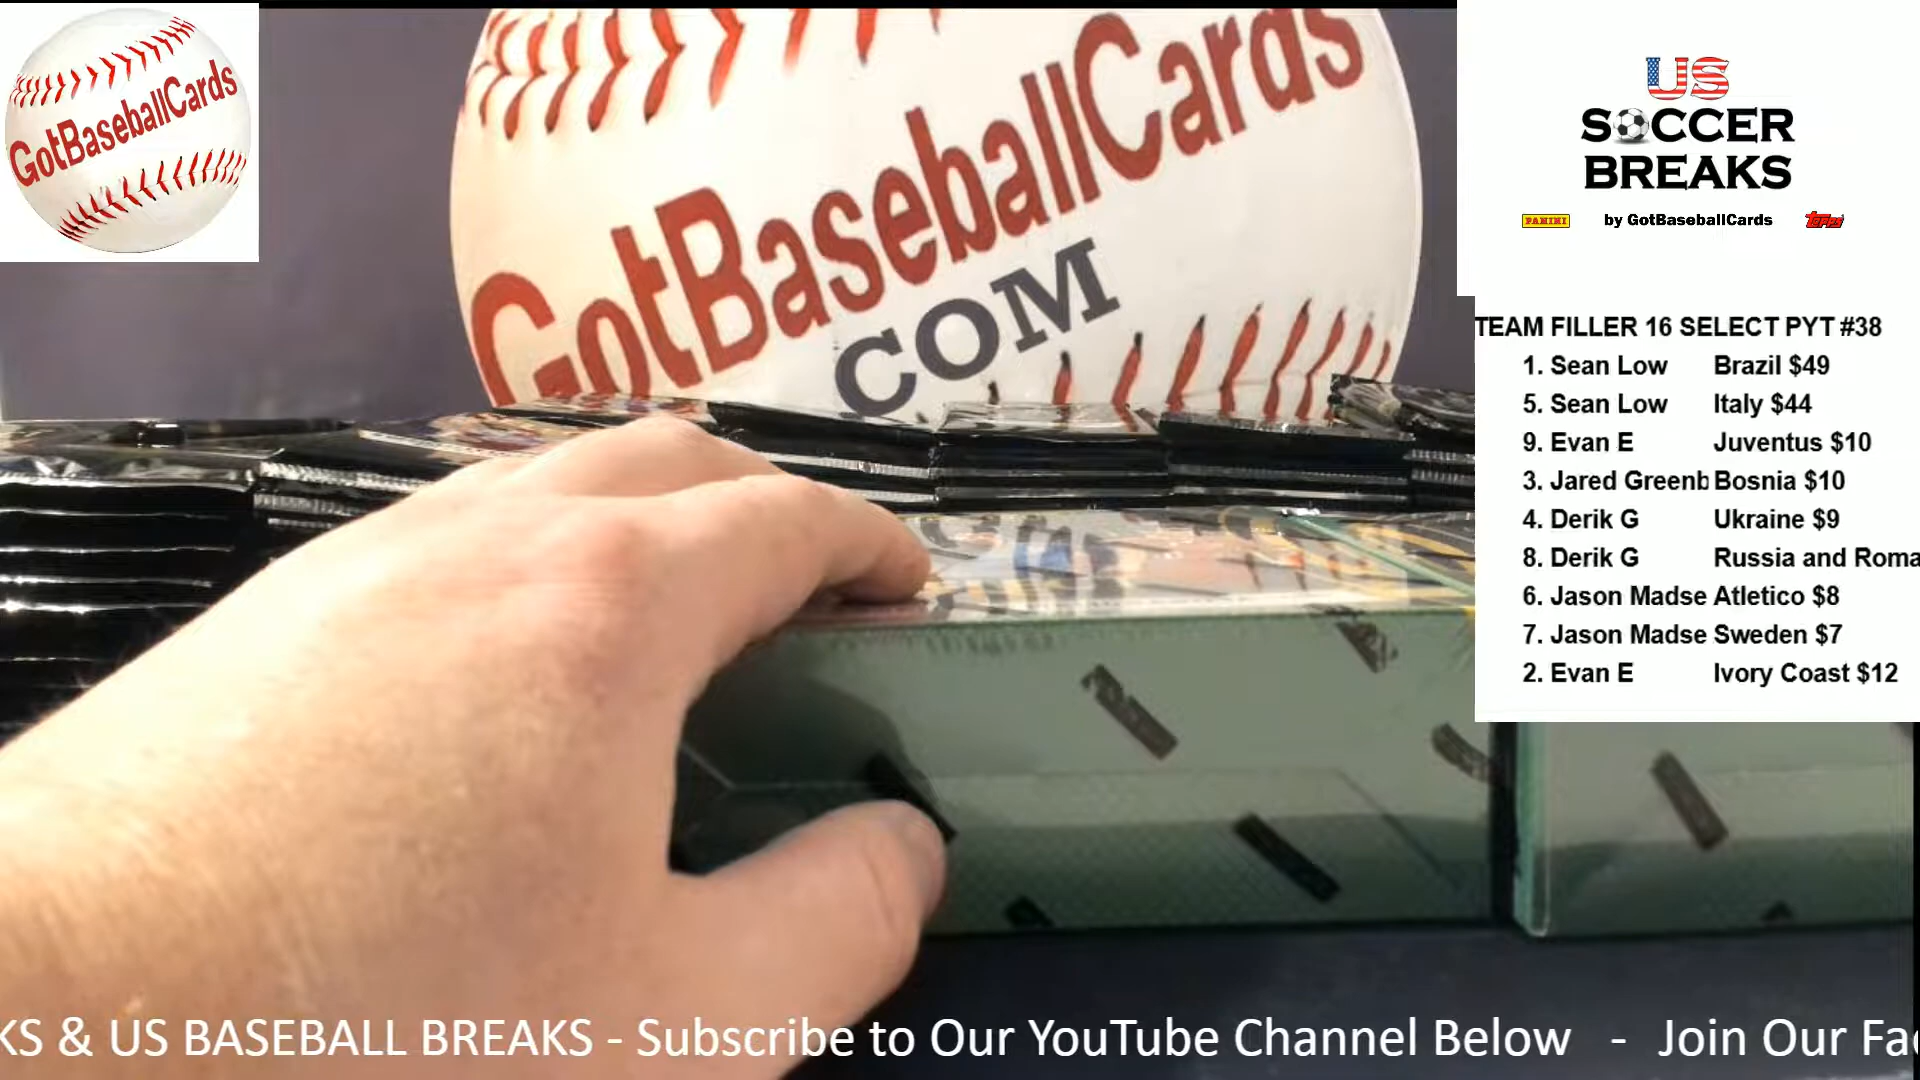 GotBaseballCards
GotBaseballCards
COM
US
SOCCER
BREAKS
PANINI
by GotBaseballCards
topps
TEAM FILLER 16 SELECT PYT #38
1. Sean Low Brazil $49
5. Sean Low Italy $44
9. Evan E Juventus $10
3. Jared Greenb Bosnia $10
4. Derik G Ukraine $9
8. Derik G Russia and Roma
6. Jason Madse Atletico $8
7. Jason Madse Sweden $7
2. Evan E Ivory Coast $12
KS & US BASEBALL BREAKS - Subscribe to Our YouTube Channel Below - Join Our Fac